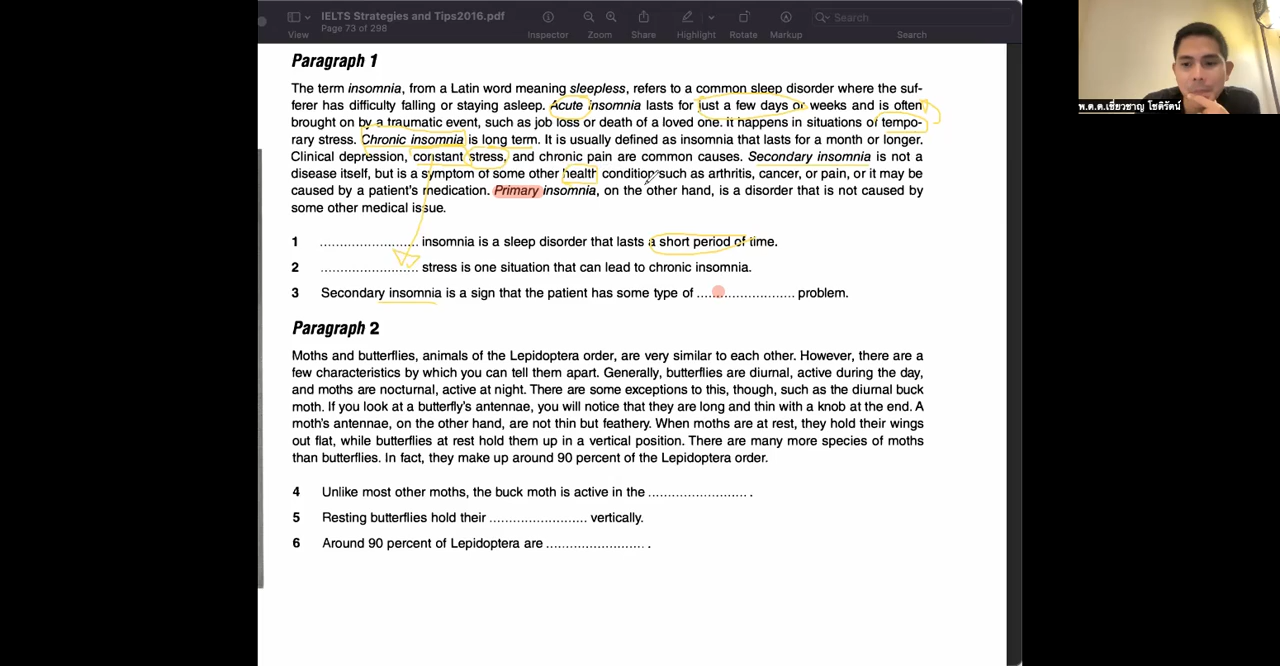 IELTS Strategies and Tips2016.pdf
Page 73 of 298
View
Inspector
Zoom
Share
Highlight
Rotate
Markup
Search
Search
พ.ต.ต.เชี่ยวชาญ โชติรัตน์
Paragraph 1
The term insomnia, from a Latin word meaning sleepless, refers to a common sleep disorder where the suf-
ferer has difficulty falling or staying asleep. Acute insomnia lasts for just a few days or weeks and is often
brought on by a traumatic event, such as job loss or death of a loved one. It happens in situations of tempo-
rary stress. Chronic insomnia is long term. It is usually defined as insomnia that lasts for a month or longer.
Clinical depression, constant stress, and chronic pain are common causes. Secondary insomnia is not a
disease itself, but is a symptom of some other health condition such as arthritis, cancer, or pain, or it may be
caused by a patient's medication. Primary insomnia, on the other hand, is a disorder that is not caused by
some other medical issue.
1 ........................ insomnia is a sleep disorder that lasts a short period of time.
2 ........................ stress is one situation that can lead to chronic insomnia.
3 Secondary insomnia is a sign that the patient has some type of ........................ problem.
Paragraph 2
Moths and butterflies, animals of the Lepidoptera order, are very similar to each other. However, there are a
few characteristics by which you can tell them apart. Generally, butterflies are diurnal, active during the day,
and moths are nocturnal, active at night. There are some exceptions to this, though, such as the diurnal buck
moth. If you look at a butterfly's antennae, you will notice that they are long and thin with a knob at the end. A
moth's antennae, on the other hand, are not thin but feathery. When moths are at rest, they hold their wings
out flat, while butterflies at rest hold them up in a vertical position. There are many more species of moths
than butterflies. In fact, they make up around 90 percent of the Lepidoptera order.
4 Unlike most other moths, the buck moth is active in the ........................ .
5 Resting butterflies hold their ........................ vertically.
6 Around 90 percent of Lepidoptera are ........................ .